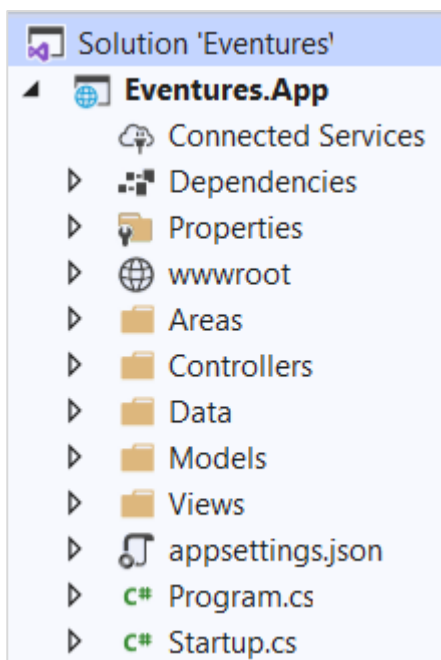 Solution 'Eventures'
Eventures.App
Connected Services
Dependencies
Properties
wwwroot
Areas
Controllers
Data
Models
Views
appsettings.json
C# Program.cs
C# Startup.cs